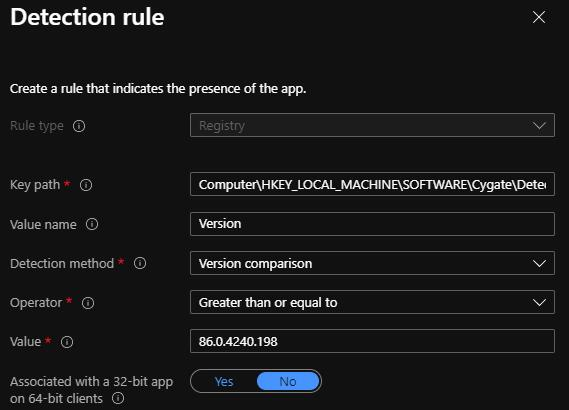 Detection rule
Create a rule that indicates the presence of the app.
Rule type
Registry
Key path *
Computer\HKEY_LOCAL_MACHINE\SOFTWARE\Cygate\Detec
Value name
Version
Detection method *
Version comparison
Operator *
Greater than or equal to
Value *
86.0.4240.198
Associated with a 32-bit app
on 64-bit clients
Yes No